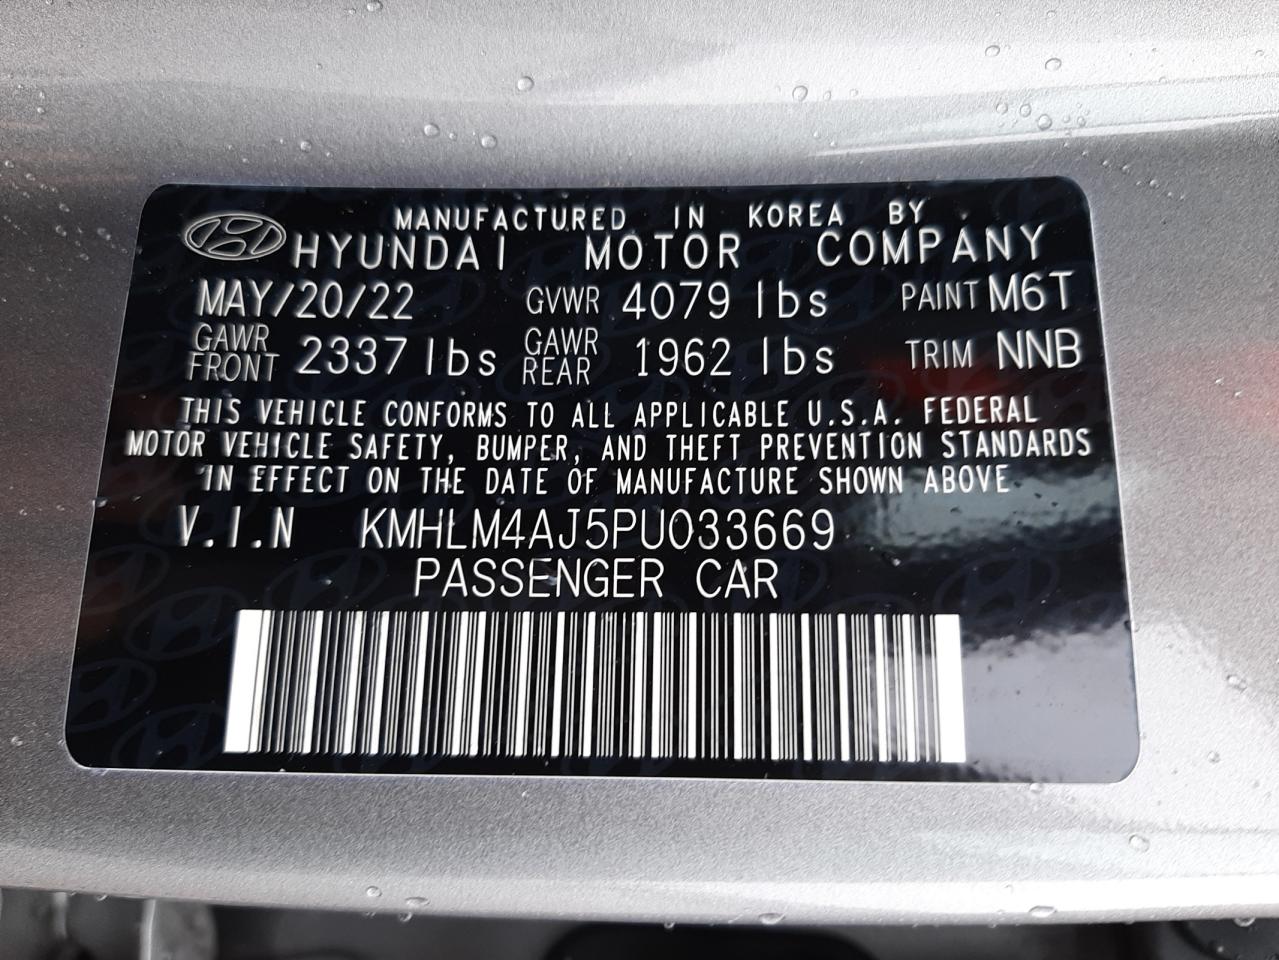 MANUFACTURED IN KOREA BY
HYUNDAI MOTOR COMPANY
MAY/20/22 GVWR 4079 lbs PAINT M6T
GAWR FRONT 2337 lbs GAWR REAR 1962 lbs TRIM NNB
THIS VEHICLE CONFORMS TO ALL APPLICABLE U.S.A. FEDERAL
MOTOR VEHICLE SAFETY, BUMPER, AND THEFT PREVENTION STANDARDS
IN EFFECT ON THE DATE OF MANUFACTURE SHOWN ABOVE
V.I.N KMHLM4AJ5PU033669
PASSENGER CAR